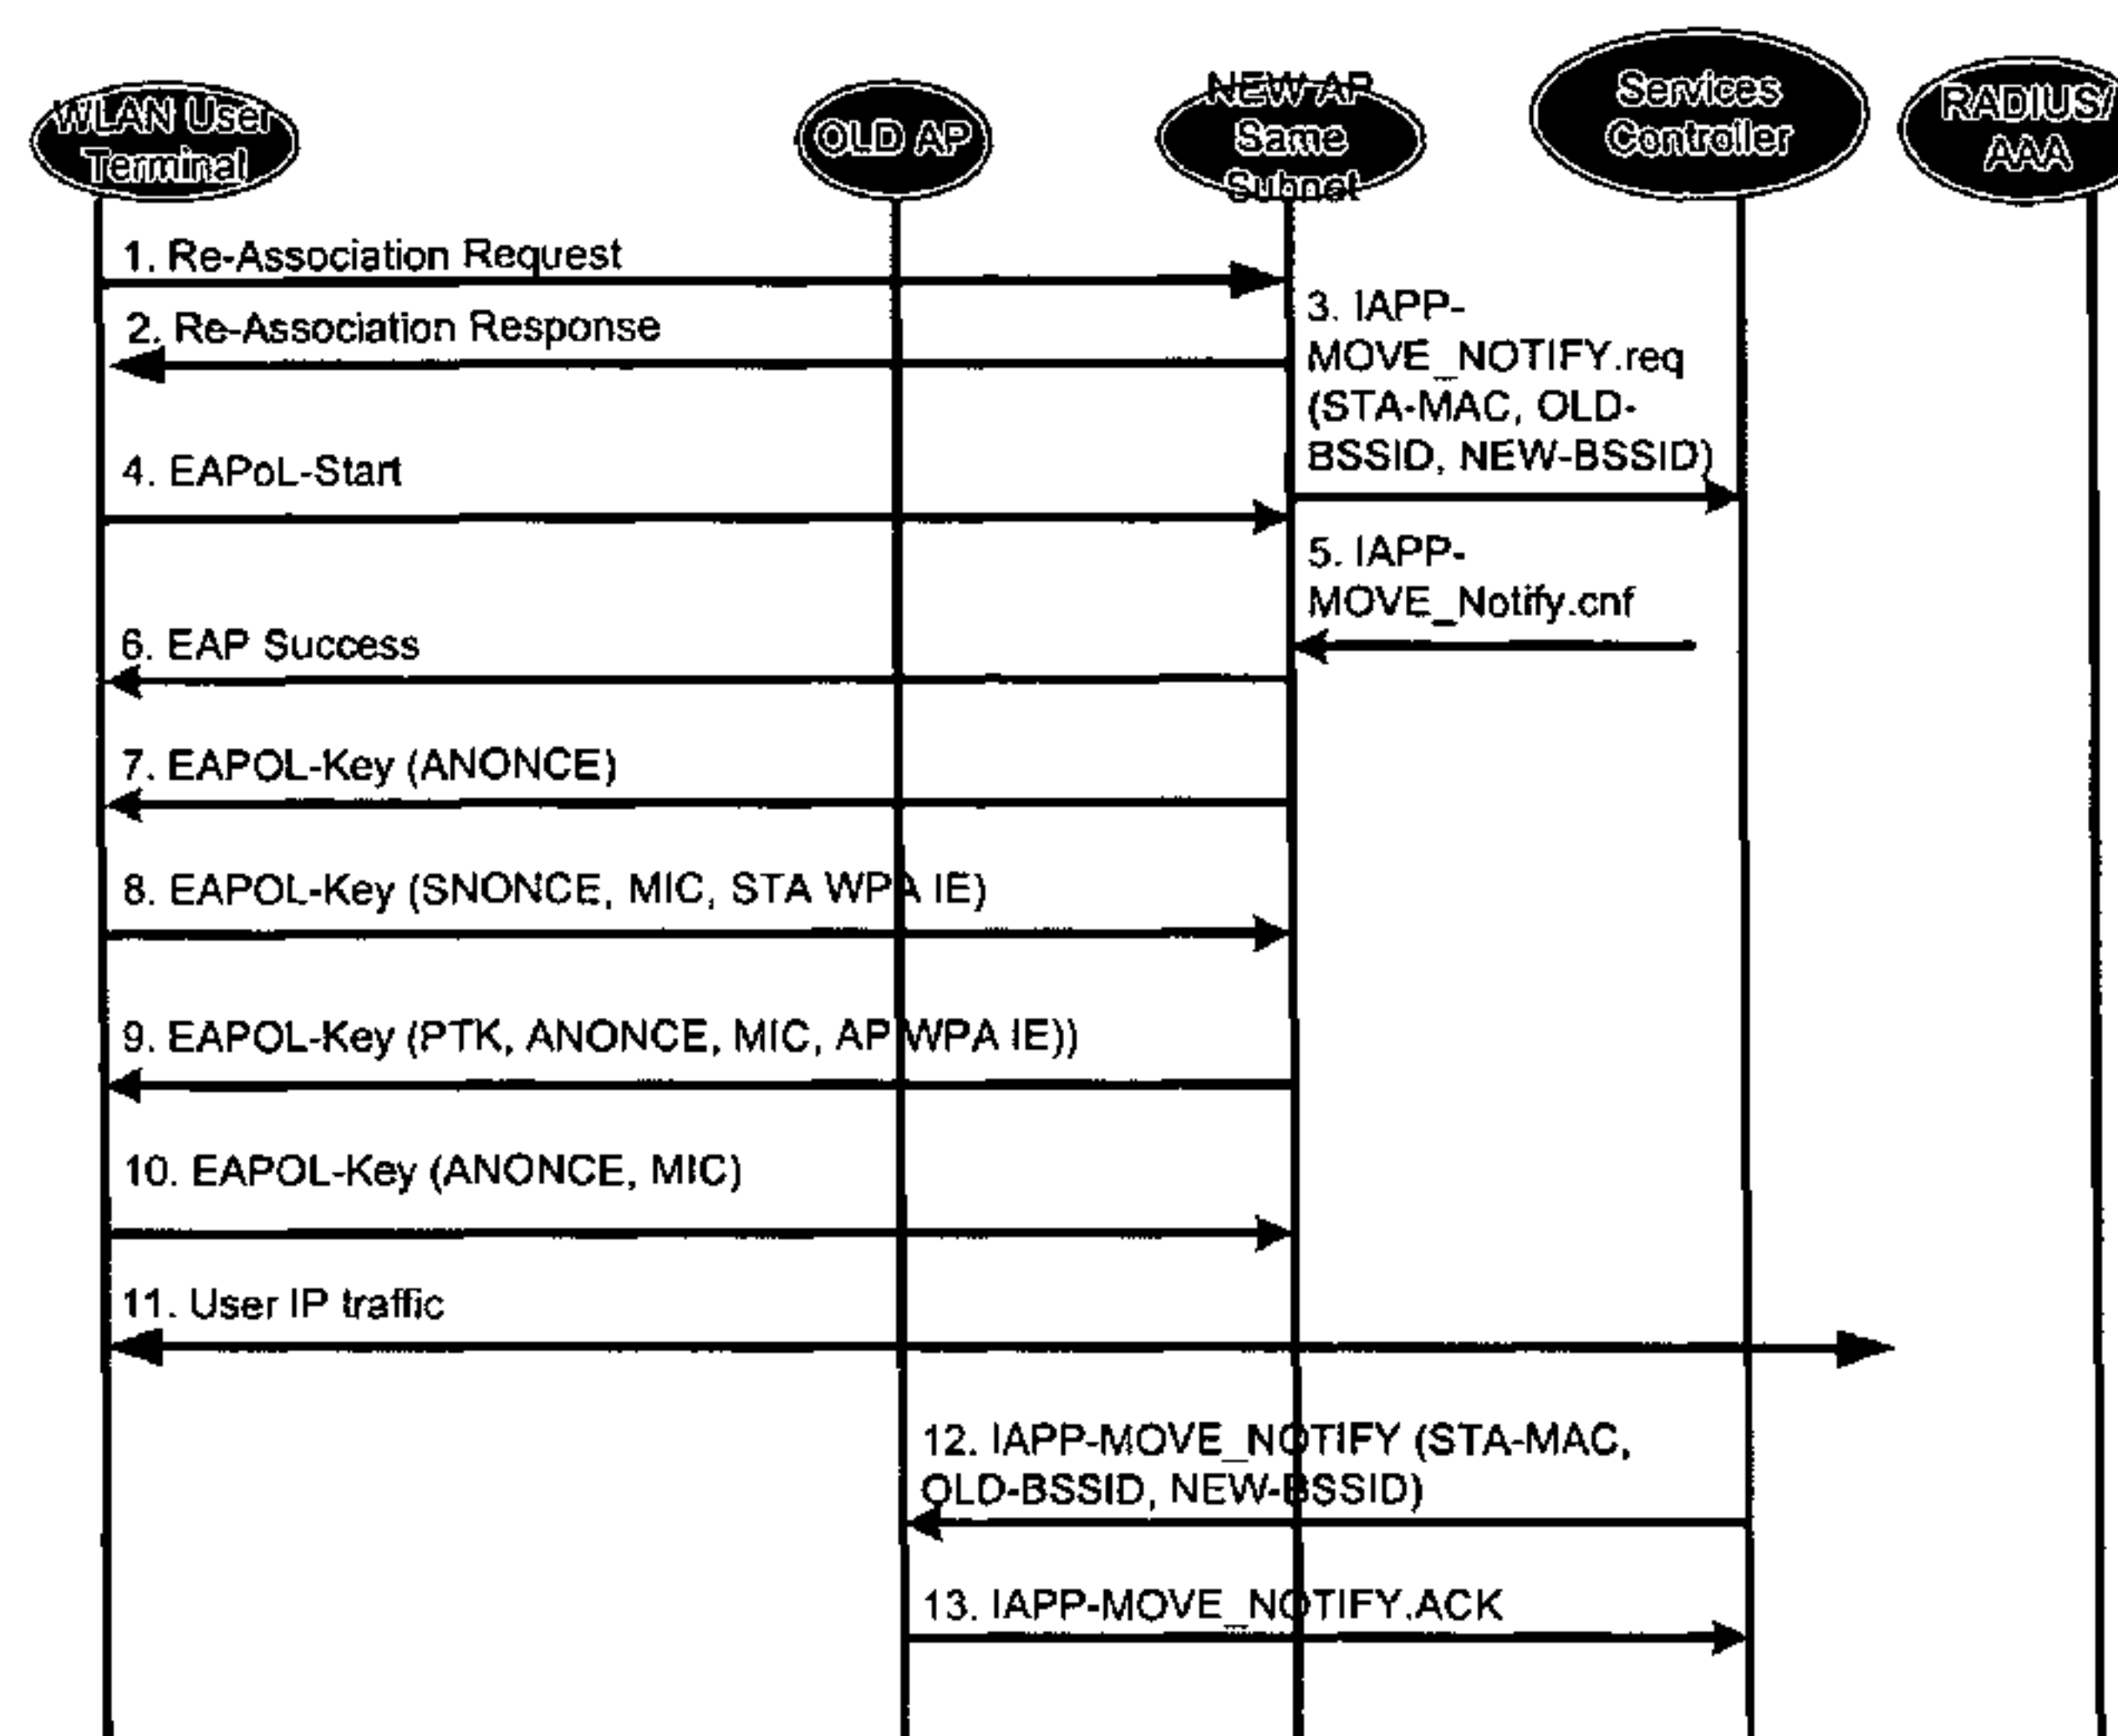 WLAN User
Terminal
OLD AP
NEW AP
Same
Subnet
Services
Controller
RADIUS/
AAA
1. Re-Association Request
2. Re-Association Response
3. IAPP-
MOVE_NOTIFY.req
(STA-MAC, OLD-
BSSID, NEW-BSSID)
4. EAPoL-Start
5. IAPP-
MOVE_Notify.cnf
6. EAP Success
7. EAPOL-Key (ANONCE)
8. EAPOL-Key (SNONCE, MIC, STA WPA IE)
9. EAPOL-Key (PTK, ANONCE, MIC, AP WPA IE))
10. EAPOL-Key (ANONCE, MIC)
11. User IP traffic
12. IAPP-MOVE_NOTIFY (STA-MAC,
OLD-BSSID, NEW-BSSID)
13. IAPP-MOVE_NOTIFY.ACK